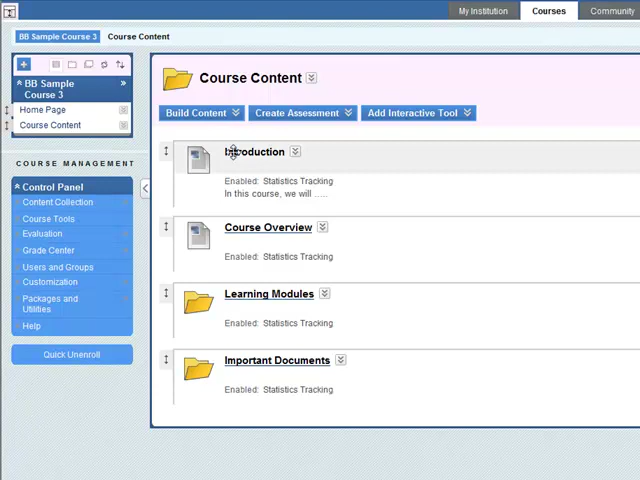 My Institution
Courses
Community
BB Sample Course 3
Course Content
BB Sample
Course 3
Home Page
Course Content
COURSE MANAGEMENT
Control Panel
Content Collection
Course Tools
Evaluation
Grade Center
Users and Groups
Customization
Packages and
Utilities
Help
Quick Unenroll
Course Content
Build Content
Create Assessment
Add Interactive Tool
Introduction
Enabled: Statistics Tracking
In this course, we will .....
Course Overview
Enabled: Statistics Tracking
Learning Modules
Enabled: Statistics Tracking
Important Documents
Enabled: Statistics Tracking